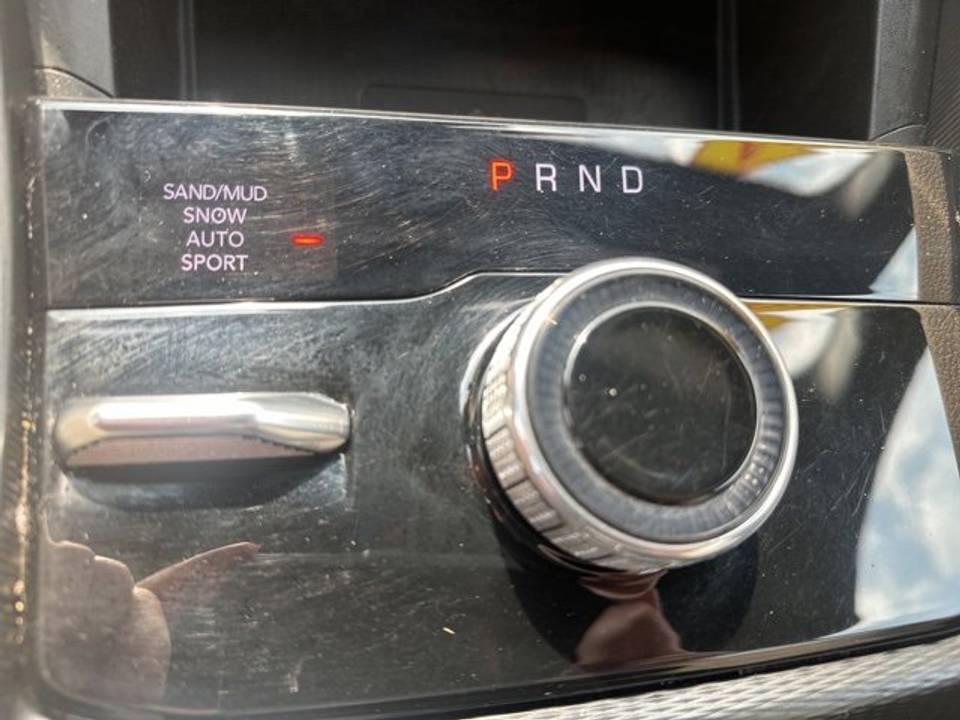 SAND/MUD
SNOW
AUTO
SPORT
P R N D